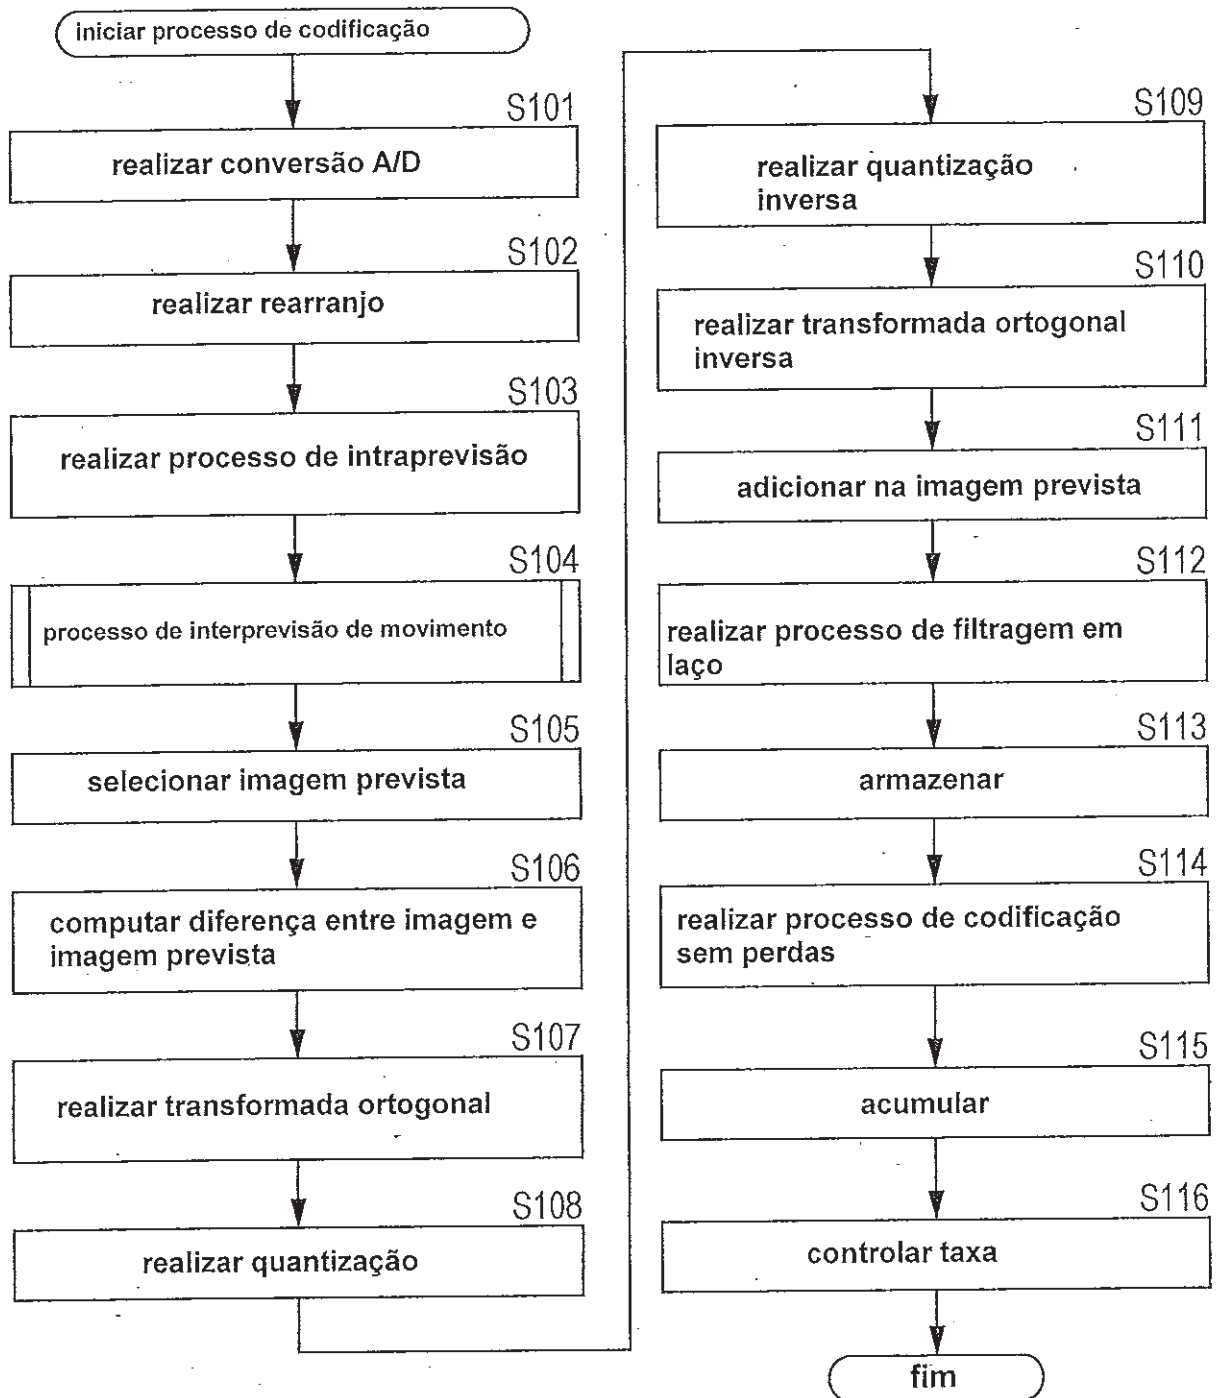 iniciar processo de codificação
S101
realizar conversão A/D
S102
realizar rearranjo
S103
realizar processo de intraprevisão
S104
processo de interprevisão de movimento
S105
selecionar imagem prevista
S106
computar diferença entre imagem e
imagem prevista
S107
realizar transformada ortogonal
S108
realizar quantização
S109
realizar quantização
inversa
S110
realizar transformada ortogonal
inversa
S111
adicionar na imagem prevista
S112
realizar processo de filtragem em
laço
S113
armazenar
S114
realizar processo de codificação
sem perdas
S115
acumular
S116
controlar taxa
fim